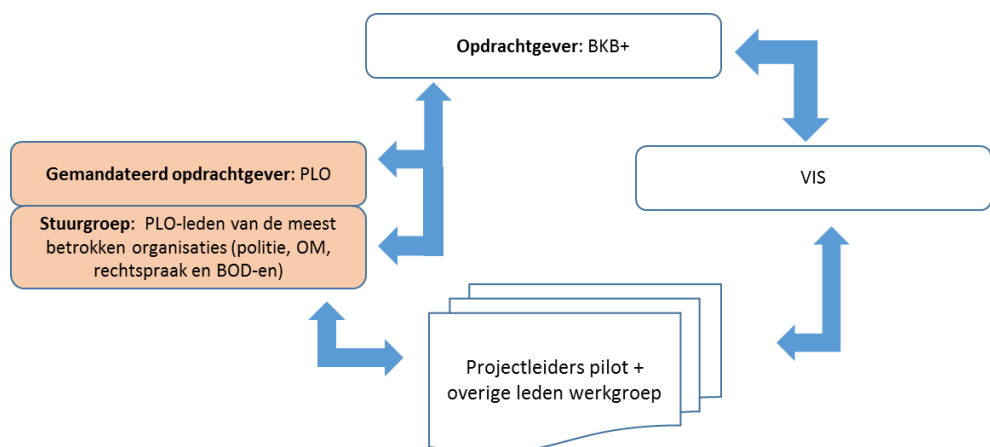 Opdrachtgever: BKB+
Gemandateerd opdrachtgever: PLO
Stuurgroep: PLO-leden van de meest
betrokken organisaties (politie, OM,
rechtspraak en BOD-en)
VIS
Projectleiders pilot +
overige leden werkgroep